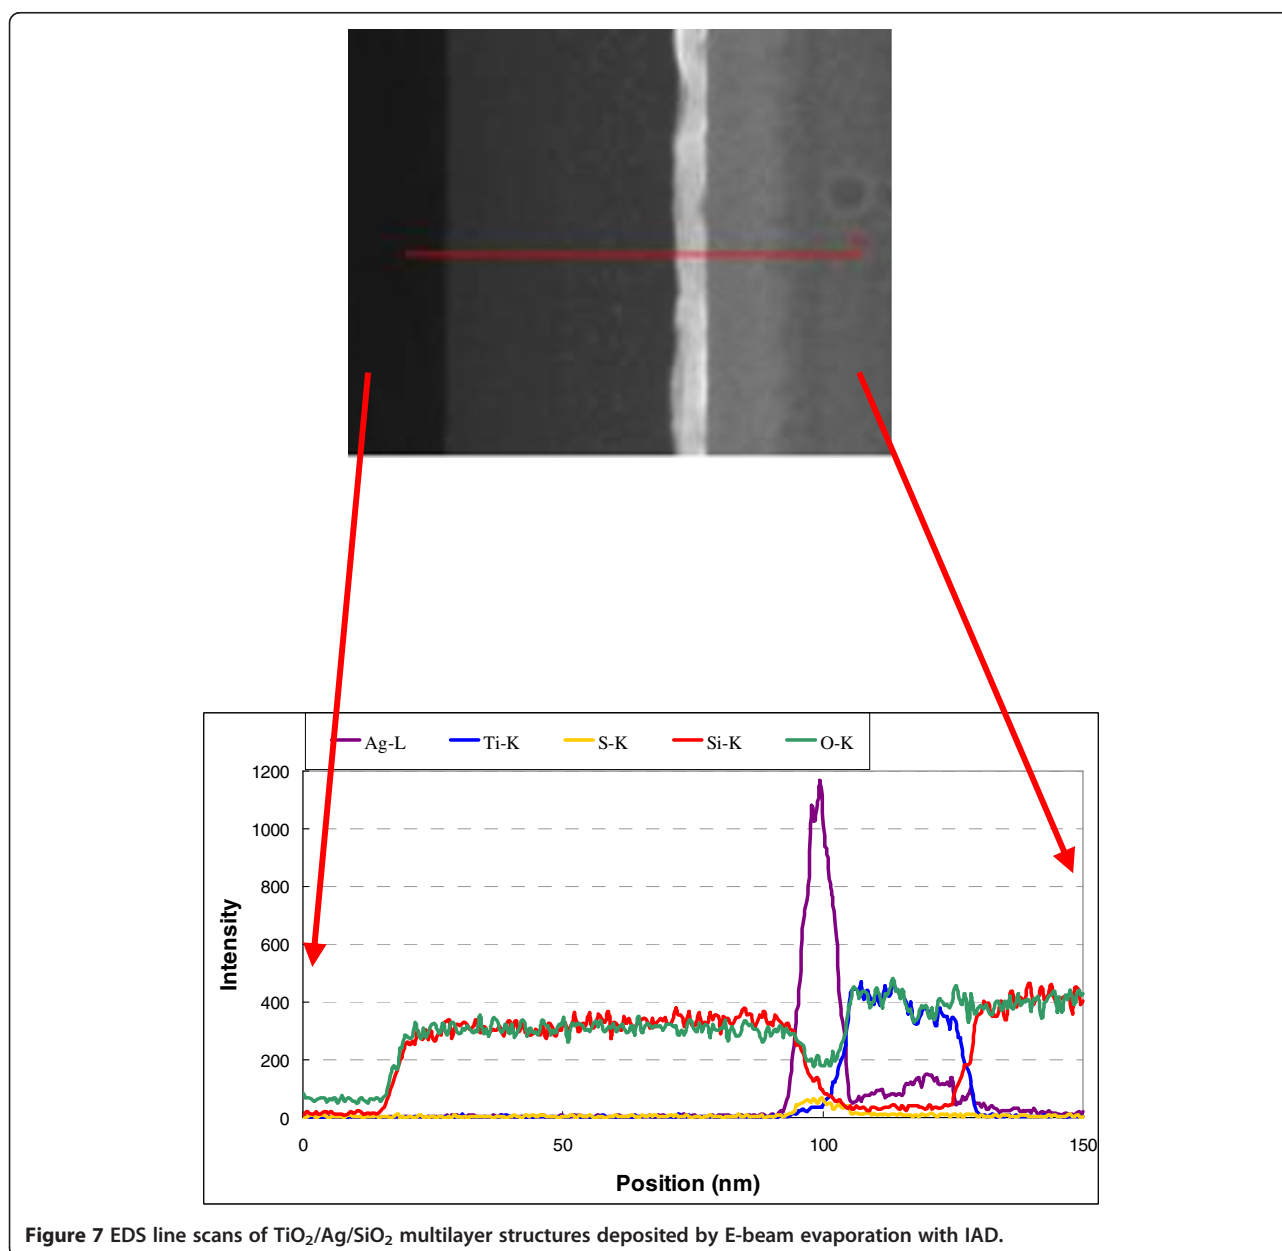 Ag-L Ti-K S-K Si-K O-K
1200
1000
800
600
400
200
0
Intensity
0 50 100 150
Position (nm)
Figure 7 EDS line scans of TiO₂/Ag/SiO₂ multilayer structures deposited by E-beam evaporation with IAD.